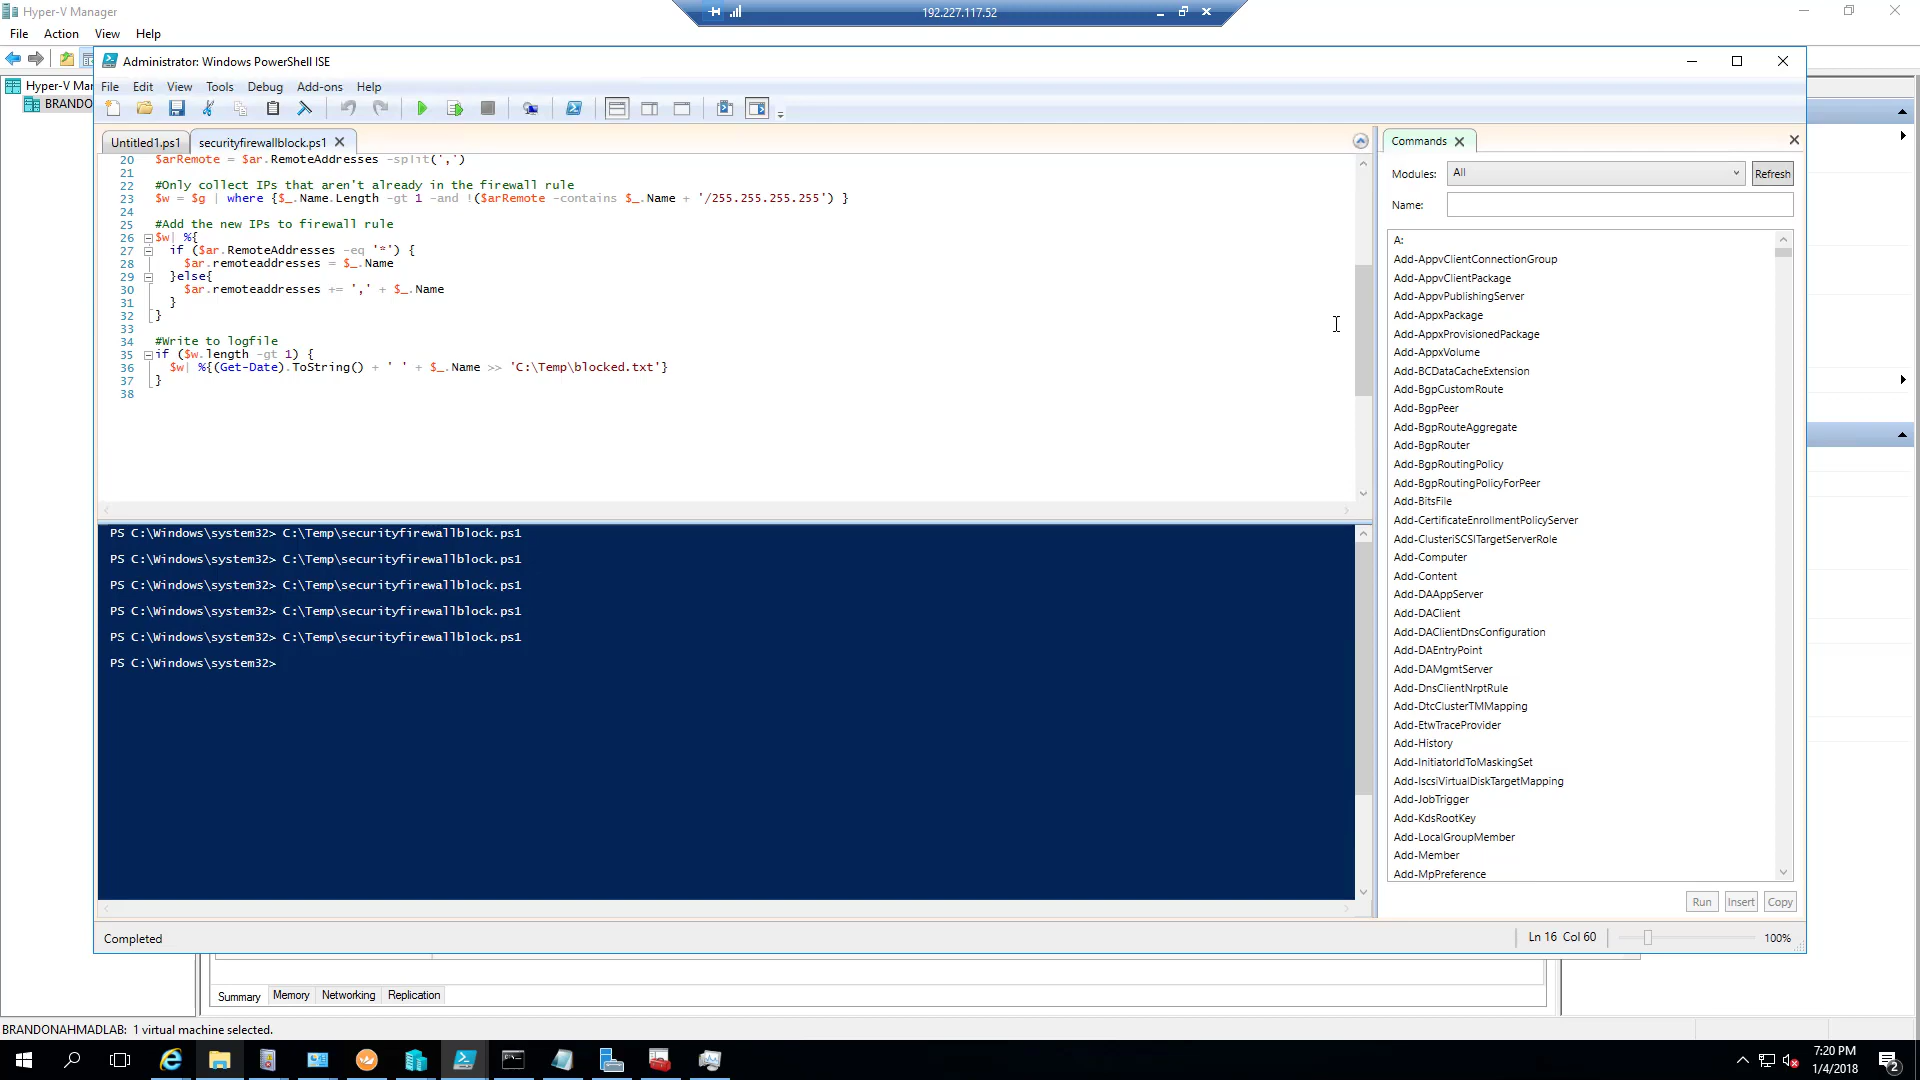 Hyper-V Manager
192.227.117.52
File Action View Help
Administrator: Windows PowerShell ISE
File Edit View Tools Debug Add-ons Help
Hyper-V Man
BRANDO
Untitled1.ps1 securityfirewallblock.ps1
20 $arRemote = $ar.RemoteAddresses -split(',')
21
22 #Only collect IPs that aren't already in the firewall rule
23 $w = $g | where {$_.Name.Length -gt 1 -and !($arRemote -contains $_.Name + '/255.255.255.255') }
24
25 #Add the new IPs to firewall rule
26 $w| %{
27 if ($ar.RemoteAddresses -eq '*') {
28 $ar.remoteaddresses = $_.Name
29 }else{
30 $ar.remoteaddresses += ',' + $_.Name
31 }
32 }
33
34 #Write to logfile
35 if ($w.length -gt 1) {
36 $w| %{(Get-Date).ToString() + ' ' + $_.Name >> 'C:\Temp\blocked.txt'}
37 }
38
PS C:\Windows\system32> C:\Temp\securityfirewallblock.ps1
PS C:\Windows\system32> C:\Temp\securityfirewallblock.ps1
PS C:\Windows\system32> C:\Temp\securityfirewallblock.ps1
PS C:\Windows\system32> C:\Temp\securityfirewallblock.ps1
PS C:\Windows\system32> C:\Temp\securityfirewallblock.ps1
PS C:\Windows\system32>
Commands
Modules: All Refresh
Name:
A:
Add-AppvClientConnectionGroup
Add-AppvClientPackage
Add-AppvPublishingServer
Add-AppxPackage
Add-AppxProvisionedPackage
Add-AppxVolume
Add-BCDataCacheExtension
Add-BgpCustomRoute
Add-BgpPeer
Add-BgpRouteAggregate
Add-BgpRouter
Add-BgpRoutingPolicy
Add-BgpRoutingPolicyForPeer
Add-BitsFile
Add-CertificateEnrollmentPolicyServer
Add-ClusteriSCSITargetServerRole
Add-Computer
Add-Content
Add-DAAppServer
Add-DAClient
Add-DAClientDnsConfiguration
Add-DAEntryPoint
Add-DAMgmtServer
Add-DnsClientNrptRule
Add-DtcClusterTMMapping
Add-EtwTraceProvider
Add-History
Add-InitiatorIdToMaskingSet
Add-IscsiVirtualDiskTargetMapping
Add-JobTrigger
Add-KdsRootKey
Add-LocalGroupMember
Add-Member
Add-MpPreference
Run Insert Copy
Completed
Ln 16 Col 60
100%
Summary Memory Networking Replication
BRANDONAHMADLAB: 1 virtual machine selected.
7:20 PM
1/4/2018
2